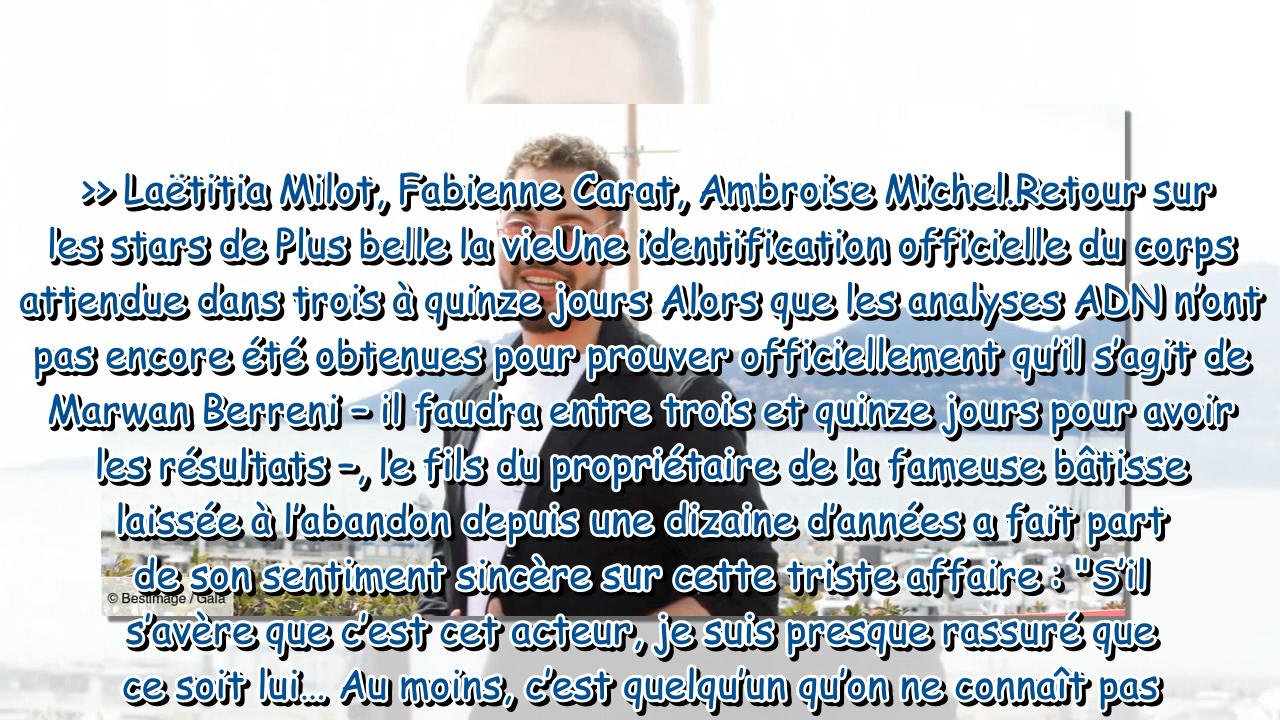 >> Laëtitia Milot, Fabienne Carat, Ambroise Michel.Retour sur
les stars de Plus belle la vieUne identification officielle du corps
attendue dans trois à quinze jours Alors que les analyses ADN n’ont
pas encore été obtenues pour prouver officiellement qu’il s’agit de
Marwan Berreni – il faudra entre trois et quinze jours pour avoir
les résultats –, le fils du propriétaire de la fameuse bâtisse
laissée à l’abandon depuis une dizaine d’années a fait part
de son sentiment sincère sur cette triste affaire : "S’il
© Bestimage / Gala
s’avère que c’est cet acteur, je suis presque rassuré que
ce soit lui... Au moins, c’est quelqu’un qu’on ne connaît pas